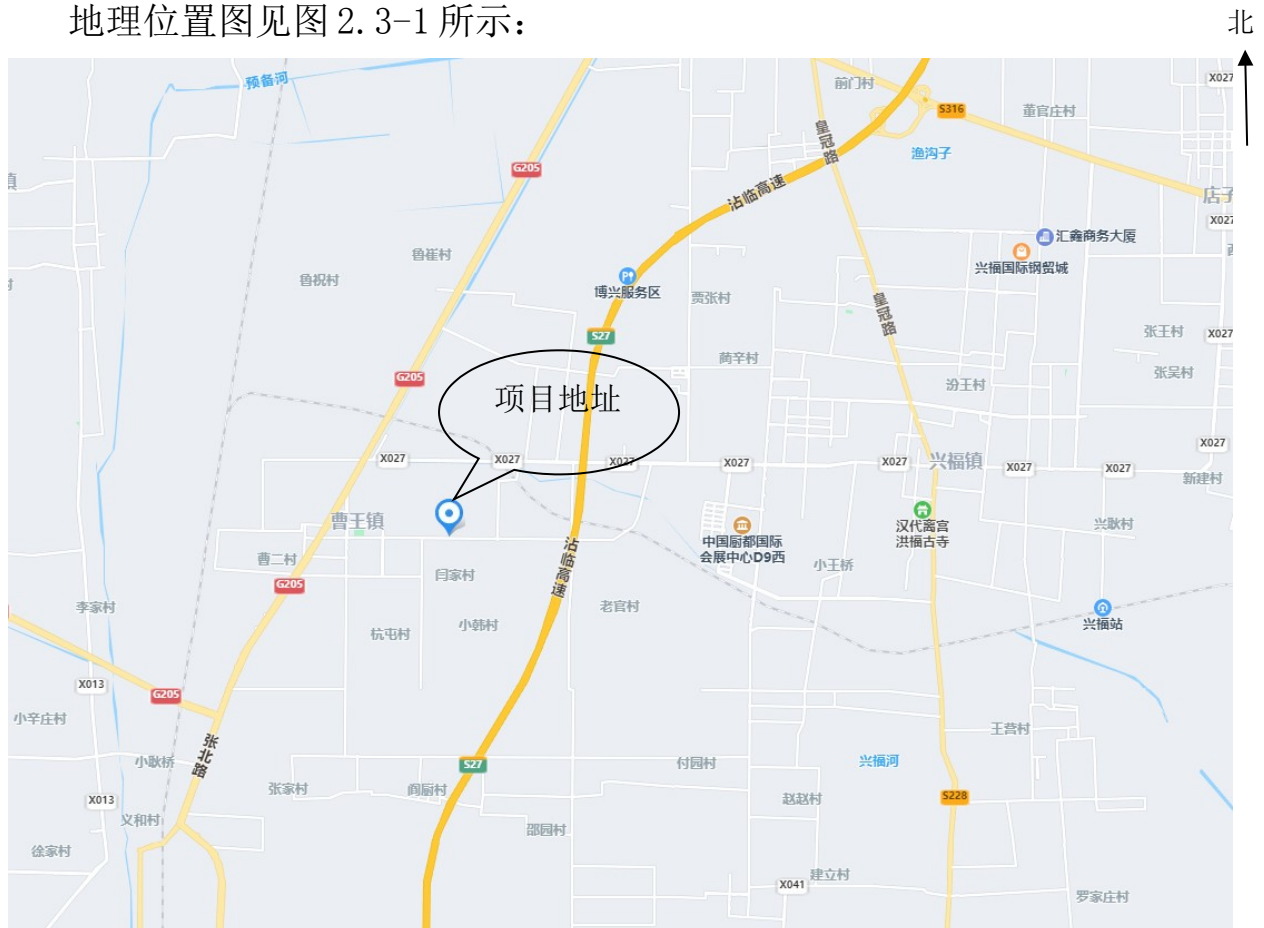 地理位置图见图2.3-1所示：
北
预备河
前门村
X027
S316
董官庄村
皇冠路
渔沟子
G205
镇
沾临高速
店子
X027
汇鑫商务大厦
鲁崔村
兴福国际钢贸城
鲁祝村
博兴服务区
贾张村
皇冠路
S27
张王村
X027
蔄辛村
张吴村
G205
汾王村
项目地址
X027
X027
X027
X027
X027
兴福镇
X027
X027
X027
新建村
曹王镇
汉代离宫
洪福古寺
兴耿村
中国厨都国际
会展中心D9西
沾临高速
曹二村
闫家村
小王桥
G205
李家村
老官村
兴福站
杭屯村
小韩村
X013
G205
小辛庄村
王营村
张北路
小耿桥
S27
付园村
兴福河
张家村
阎厨村
赵赵村
S228
X013
义和村
邵园村
徐家村
建立村
X041
罗家庄村